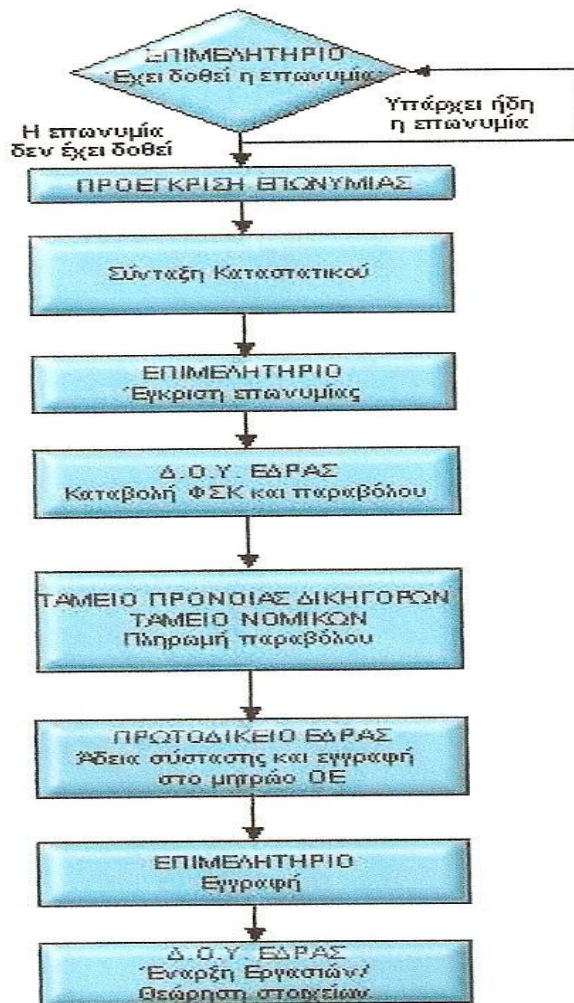 ΕΠΙΜΕΛΗΤΗΡΙΟ
Έχει δοθεί η επωνυμία;
Υπάρχει ήδη
η επωνυμία
Η επωνυμία
δεν έχει δοθεί
ΠΡΟΕΓΚΡΙΣΗ ΕΠΩΝΥΜΙΑΣ
Σύνταξη Καταστατικού
ΕΠΙΜΕΛΗΤΗΡΙΟ
Έγκριση επωνυμίας
Δ.Ο.Υ. ΕΔΡΑΣ
Καταβολή ΦΣΚ και παραβόλου
ΤΑΜΕΙΟ ΠΡΟΝΟΙΑΣ ΔΙΚΗΓΟΡΩΝ
ΤΑΜΕΙΟ ΝΟΜΙΚΩΝ
Πληρωμή παραβόλου
ΠΡΩΤΟΔΙΚΕΙΟ ΕΔΡΑΣ
Άδεια σύστασης και εγγραφή
στο μητρώο ΟΕ
ΕΠΙΜΕΛΗΤΗΡΙΟ
Εγγραφή
Δ.Ο.Υ. ΕΔΡΑΣ
Έναρξη Εργασιών/
Θεώρηση στοιχείων